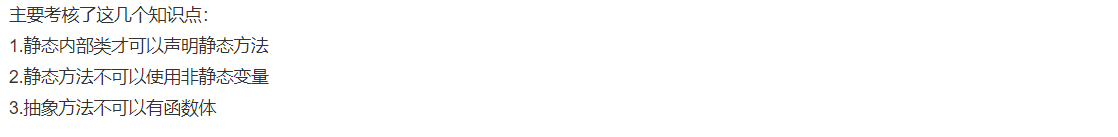 主要考核了这几个知识点：
1.静态内部类才可以声明静态方法
2.静态方法不可以使用非静态变量
3.抽象方法不可以有函数体